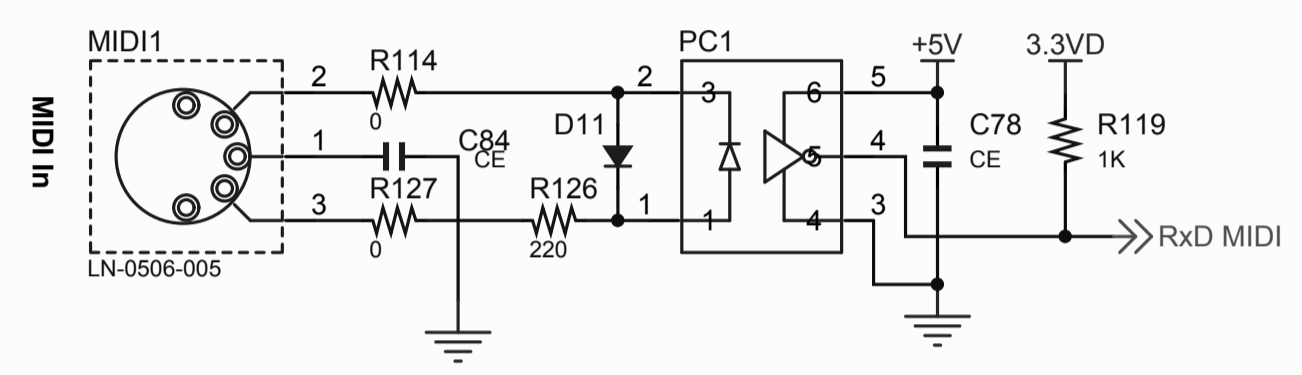 MIDI In
MIDI1
LN-0506-005
2
R114
0
1
C84
CE
3
R127
0
R126
220
D11
2
1
PC1
3
1
6
5
4
5
4
3
+5V
C78
CE
3.3VD
R119
1K
RxD MIDI